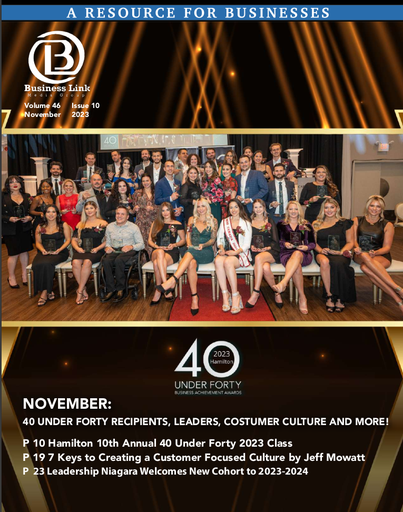 A RESOURCE FOR BUSINESSES
Business Link
Media Group
Volume 46 Issue 10
November 2023
40
2023
Hamilton
40
UNDER FORTY
BUSINESS ACHIEVEMENT AWARDS
NOVEMBER:
40 UNDER FORTY RECIPIENTS, LEADERS, COSTUMER CULTURE AND MORE!
P 10 Hamilton 10th Annual 40 Under Forty 2023 Class
P 19 7 Keys to Creating a Customer Focused Culture by Jeff Mowatt
P 23 Leadership Niagara Welcomes New Cohort to 2023-2024